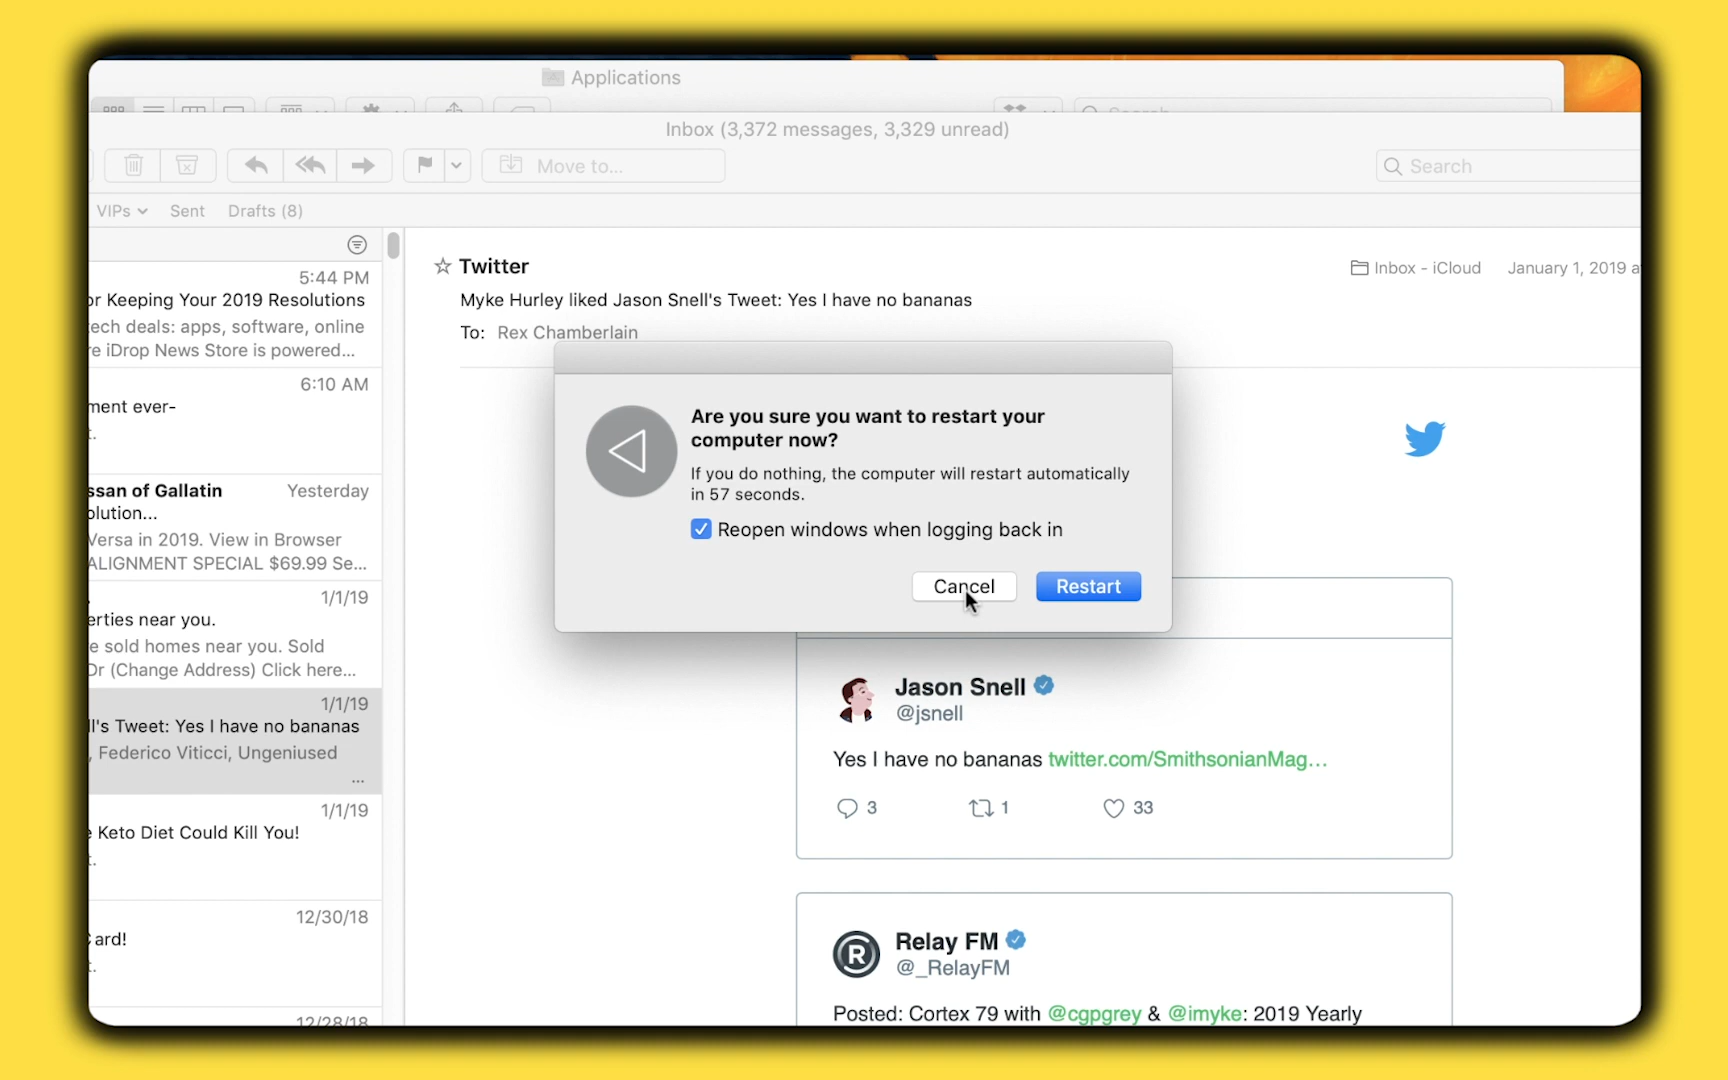 Applications
Inbox (3,372 messages, 3,329 unread)
Move to...
Search
VIPs
Sent
Drafts (8)
5:44 PM
or Keeping Your 2019 Resolutions
tech deals: apps, software, online
re iDrop News Store is powered...
6:10 AM
ment ever-
t.
ssan of Gallatin
Yesterday
olution...
Versa in 2019. View in Browser
ALIGNMENT SPECIAL $69.99 Se...
1/1/19
erties near you.
e sold homes near you. Sold
Dr (Change Address) Click here...
1/1/19
ll's Tweet: Yes I have no bananas
, Federico Viticci, Ungeniused
...
1/1/19
e Keto Diet Could Kill You!
t.
12/30/18
Card!
t.
12/28/18
Twitter
Inbox - iCloud
January 1, 2019 a
Myke Hurley liked Jason Snell's Tweet: Yes I have no bananas
To: Rex Chamberlain
Are you sure you want to restart your
computer now?
If you do nothing, the computer will restart automatically
in 57 seconds.
Reopen windows when logging back in
Cancel
Restart
Jason Snell
@jsnell
Yes I have no bananas twitter.com/SmithsonianMag...
3
1
33
R
Relay FM
@_RelayFM
Posted: Cortex 79 with @cgpgrey & @imyke: 2019 Yearly